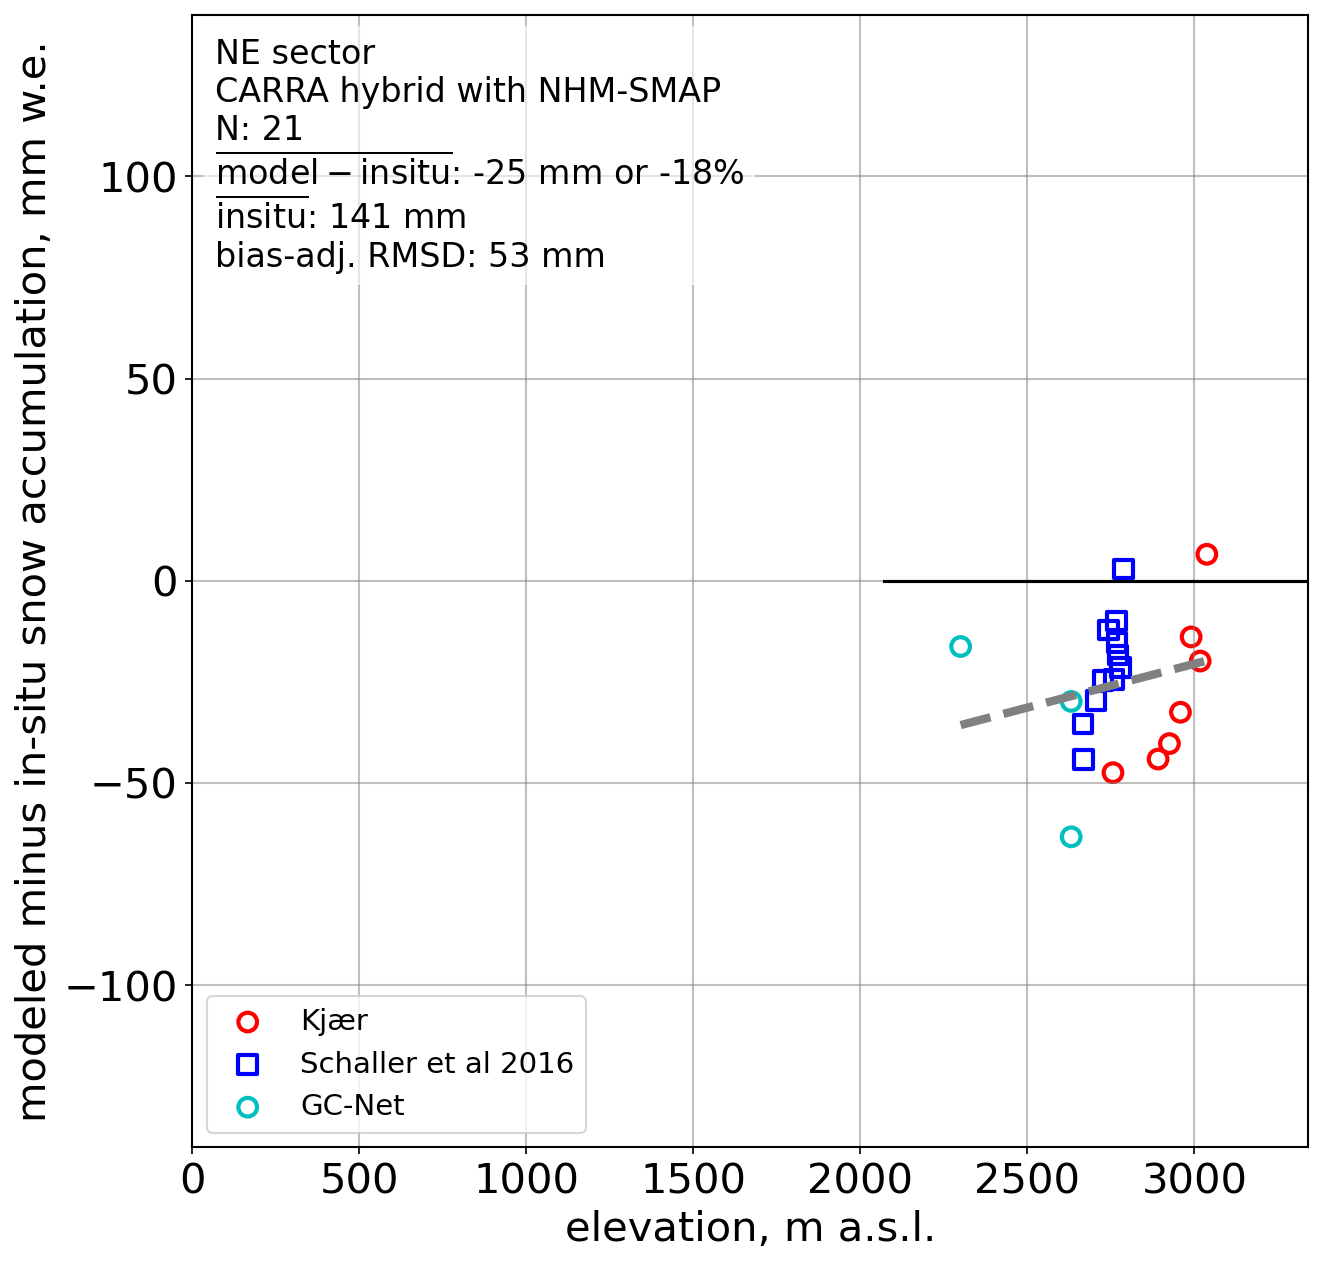 NE sector
CARRA hybrid with NHM-SMAP
N: 21
model − insitu: -25 mm or -18%
insitu: 141 mm
bias-adj. RMSD: 53 mm
modeled minus in-situ snow accumulation, mm w.e.
100
50
0
−50
−100
Kjær
Schaller et al 2016
GC-Net
0 500 1000 1500 2000 2500 3000
elevation, m a.s.l.